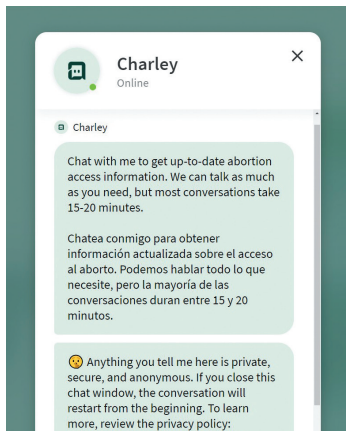 Charley
Online
Charley
Chat with me to get up-to-date abortion
access information. We can talk as much
as you need, but most conversations take
15-20 minutes.
Chatea conmigo para obtener
información actualizada sobre el acceso
al aborto. Podemos hablar todo lo que
necesite, pero la mayoría de las
conversaciones duran entre 15 y 20
minutos.
😯 Anything you tell me here is private,
secure, and anonymous. If you close this
chat window, the conversation will
restart from the beginning. To learn
more, review the privacy policy: